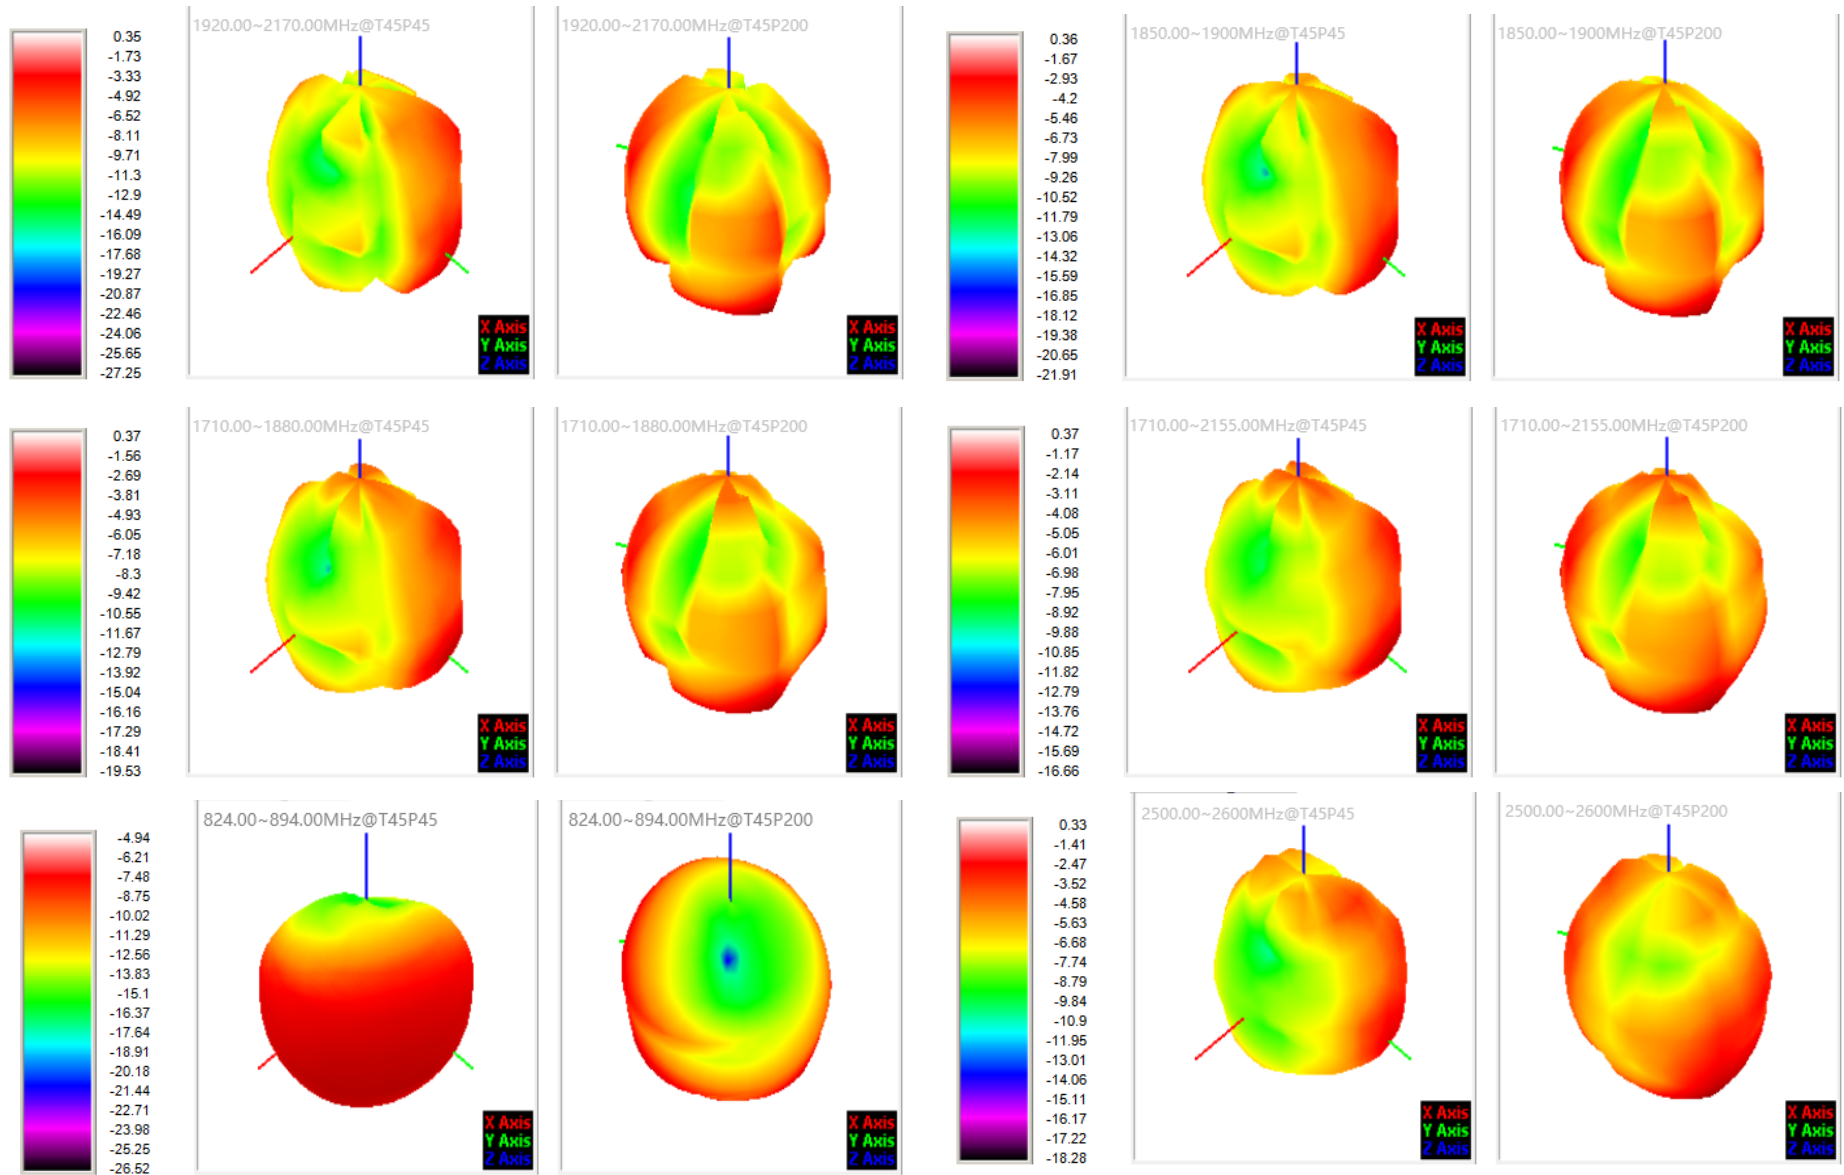 1920.00~2170.00MHz@T45P45
1920.00~2170.00MHz@T45P200
0.35
-1.73
-3.33
-4.92
-6.52
-8.11
-9.71
-11.3
-12.9
-14.49
-16.09
-17.68
-19.27
-20.87
-22.46
-24.06
-25.65
-27.25
X Axis
Y Axis
Z Axis
X Axis
Y Axis
Z Axis
1850.00~1900MHz@T45P45
1850.00~1900MHz@T45P200
0.36
-1.67
-2.93
-4.2
-5.46
-6.73
-7.99
-9.26
-10.52
-11.79
-13.06
-14.32
-15.59
-16.85
-18.12
-19.38
-20.65
-21.91
X Axis
Y Axis
Z Axis
X Axis
Y Axis
Z Axis
1710.00~1880.00MHz@T45P45
1710.00~1880.00MHz@T45P200
0.37
-1.56
-2.69
-3.81
-4.93
-6.05
-7.18
-8.3
-9.42
-10.55
-11.67
-12.79
-13.92
-15.04
-16.16
-17.29
-18.41
-19.53
X Axis
Y Axis
Z Axis
X Axis
Y Axis
Z Axis
1710.00~2155.00MHz@T45P45
1710.00~2155.00MHz@T45P200
0.37
-1.17
-2.14
-3.11
-4.08
-5.05
-6.01
-6.98
-7.95
-8.92
-9.88
-10.85
-11.82
-12.79
-13.76
-14.72
-15.69
-16.66
X Axis
Y Axis
Z Axis
X Axis
Y Axis
Z Axis
824.00~894.00MHz@T45P45
824.00~894.00MHz@T45P200
-4.94
-6.21
-7.48
-8.75
-10.02
-11.29
-12.56
-13.83
-15.1
-16.37
-17.64
-18.91
-20.18
-21.44
-22.71
-23.98
-25.25
-26.52
X Axis
Y Axis
Z Axis
X Axis
Y Axis
Z Axis
2500.00~2600MHz@T45P45
2500.00~2600MHz@T45P200
0.33
-1.41
-2.47
-3.52
-4.58
-5.63
-6.68
-7.74
-8.79
-9.84
-10.9
-11.95
-13.01
-14.06
-15.11
-16.17
-17.22
-18.28
X Axis
Y Axis
Z Axis
X Axis
Y Axis
Z Axis